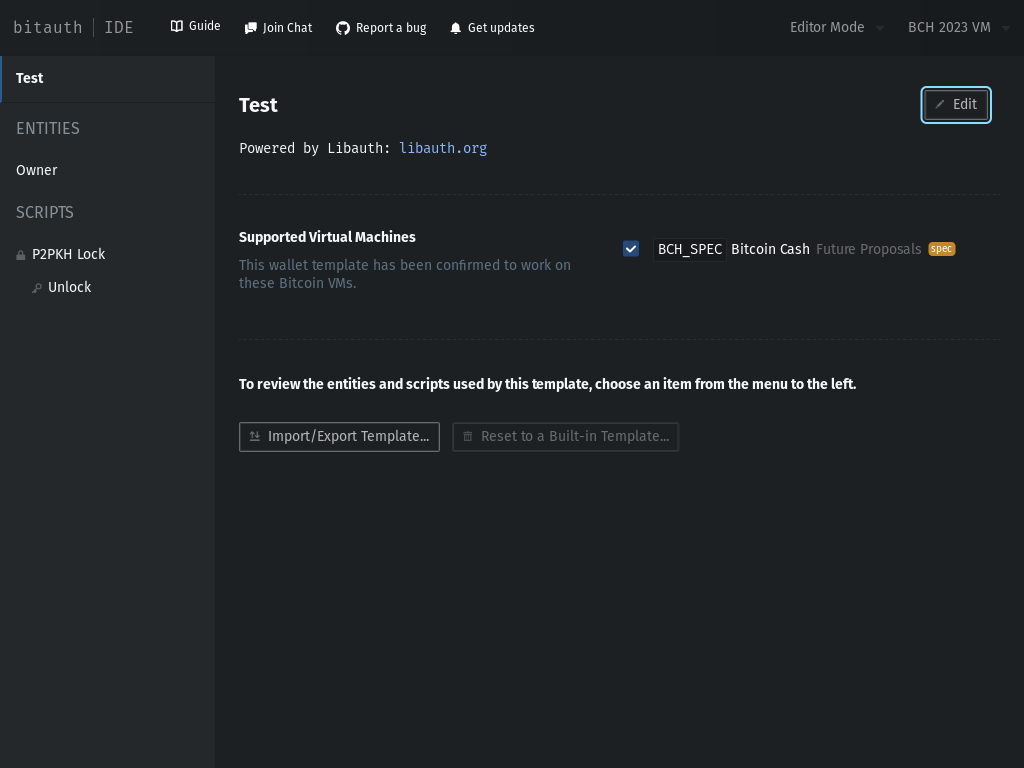 bitauth | IDE
Guide
Join Chat
Report a bug
Get updates
Editor Mode
BCH 2023 VM
Test
ENTITIES
Owner
SCRIPTS
P2PKH Lock
Unlock
Test
Edit
Powered by Libauth: libauth.org
Supported Virtual Machines
This wallet template has been confirmed to work on
these Bitcoin VMs.
BCH_SPEC Bitcoin Cash Future Proposals spec
To review the entities and scripts used by this template, choose an item from the menu to the left.
Import/Export Template...
Reset to a Built-in Template...